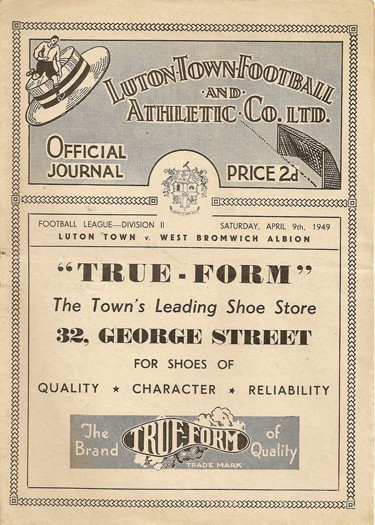 LUTON·TOWN·FOOTBALL
·AND·
ATHLETIC·CO. LTD.
OFFICIAL
JOURNAL
PRICE 2d
FOOTBALL LEAGUE—DIVISION II
SATURDAY, APRIL 9th, 1949
LUTON TOWN v. WEST BROMWICH ALBION
"TRUE-FORM"
The Town's Leading Shoe Store
32, GEORGE STREET
FOR SHOES OF
QUALITY ★ CHARACTER ★ RELIABILITY
The Brand TRUE-FORM of Quality
TRADE MARK